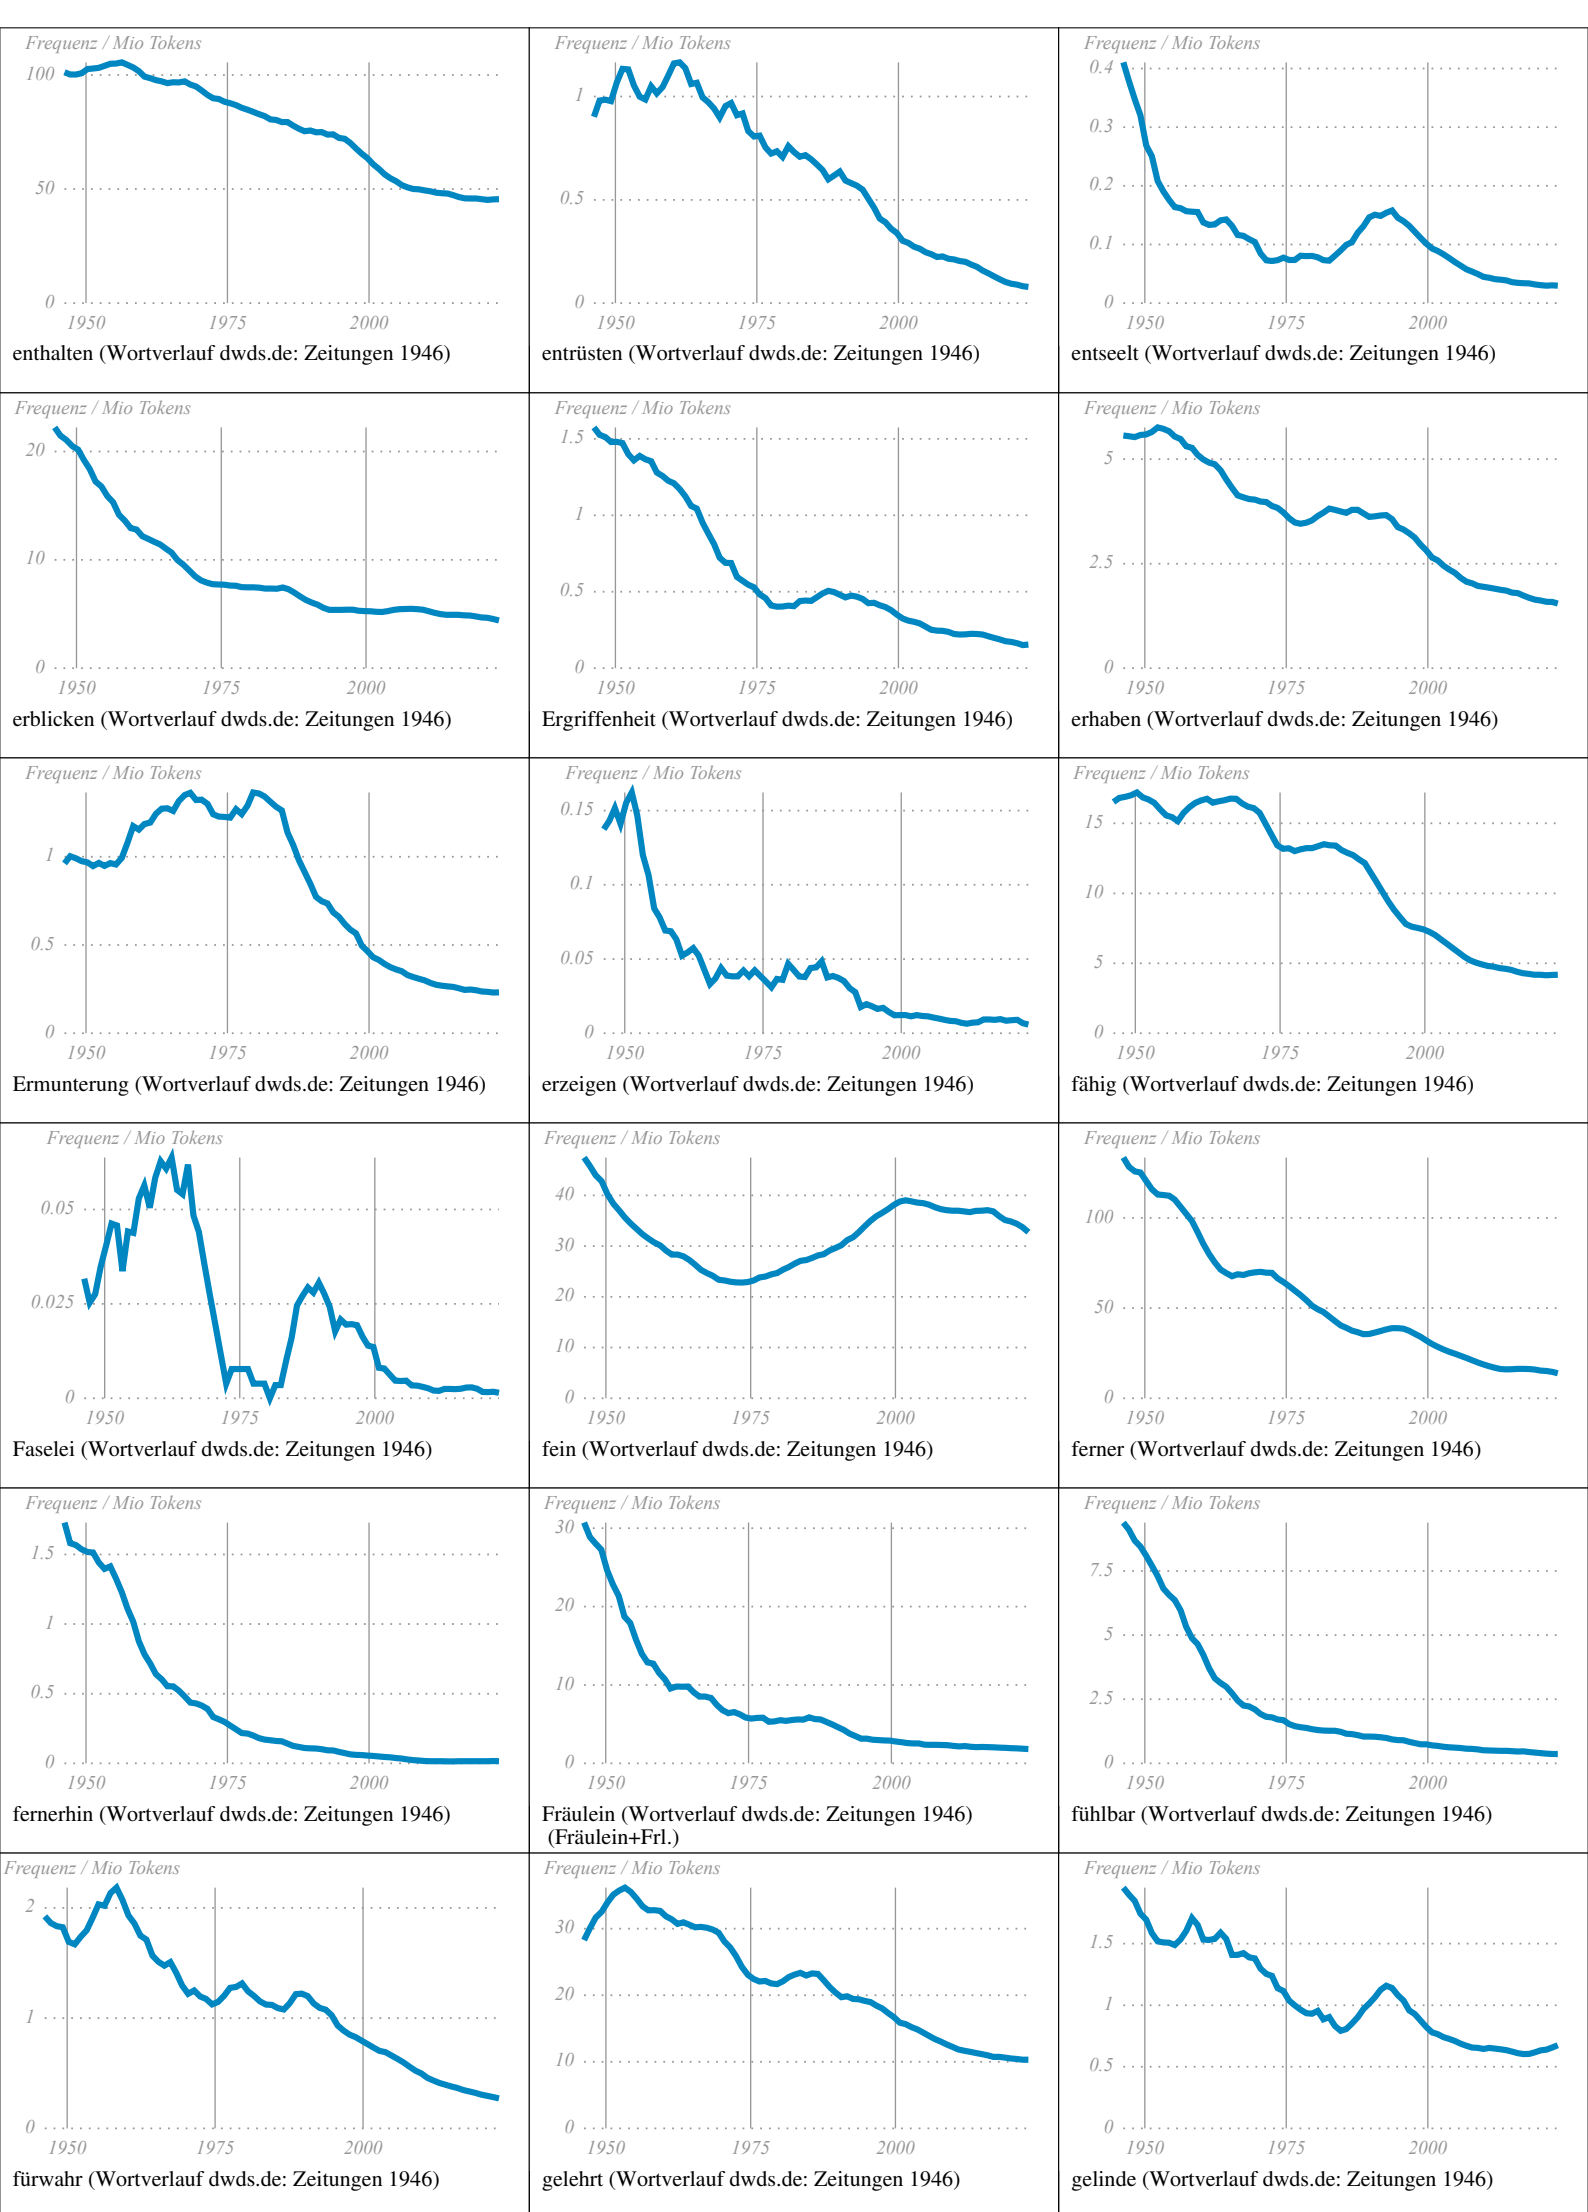 Frequenz / Mio Tokens
100
50
0
1950 1975 2000
enthalten (Wortverlauf dwds.de: Zeitungen 1946)
Frequenz / Mio Tokens
1
0.5
0
1950 1975 2000
entrüsten (Wortverlauf dwds.de: Zeitungen 1946)
Frequenz / Mio Tokens
0.4
0.3
0.2
0.1
0
1950 1975 2000
entseelt (Wortverlauf dwds.de: Zeitungen 1946)
Frequenz / Mio Tokens
20
10
0
1950 1975 2000
erblicken (Wortverlauf dwds.de: Zeitungen 1946)
Frequenz / Mio Tokens
1.5
1
0.5
0
1950 1975 2000
Ergriffenheit (Wortverlauf dwds.de: Zeitungen 1946)
Frequenz / Mio Tokens
5
2.5
0
1950 1975 2000
erhaben (Wortverlauf dwds.de: Zeitungen 1946)
Frequenz / Mio Tokens
1
0.5
0
1950 1975 2000
Ermunterung (Wortverlauf dwds.de: Zeitungen 1946)
Frequenz / Mio Tokens
0.15
0.1
0.05
0
1950 1975 2000
erzeigen (Wortverlauf dwds.de: Zeitungen 1946)
Frequenz / Mio Tokens
15
10
5
0
1950 1975 2000
fähig (Wortverlauf dwds.de: Zeitungen 1946)
Frequenz / Mio Tokens
0.05
0.025
0
1950 1975 2000
Faselei (Wortverlauf dwds.de: Zeitungen 1946)
Frequenz / Mio Tokens
40
30
20
10
0
1950 1975 2000
fein (Wortverlauf dwds.de: Zeitungen 1946)
Frequenz / Mio Tokens
100
50
0
1950 1975 2000
ferner (Wortverlauf dwds.de: Zeitungen 1946)
Frequenz / Mio Tokens
1.5
1
0.5
0
1950 1975 2000
fernerhin (Wortverlauf dwds.de: Zeitungen 1946)
Frequenz / Mio Tokens
30
20
10
0
1950 1975 2000
Fräulein (Wortverlauf dwds.de: Zeitungen 1946)
(Fräulein+Frl.)
Frequenz / Mio Tokens
7.5
5
2.5
0
1950 1975 2000
fühlbar (Wortverlauf dwds.de: Zeitungen 1946)
Frequenz / Mio Tokens
2
1
0
1950 1975 2000
fürwahr (Wortverlauf dwds.de: Zeitungen 1946)
Frequenz / Mio Tokens
30
20
10
0
1950 1975 2000
gelehrt (Wortverlauf dwds.de: Zeitungen 1946)
Frequenz / Mio Tokens
1.5
1
0.5
0
1950 1975 2000
gelinde (Wortverlauf dwds.de: Zeitungen 1946)